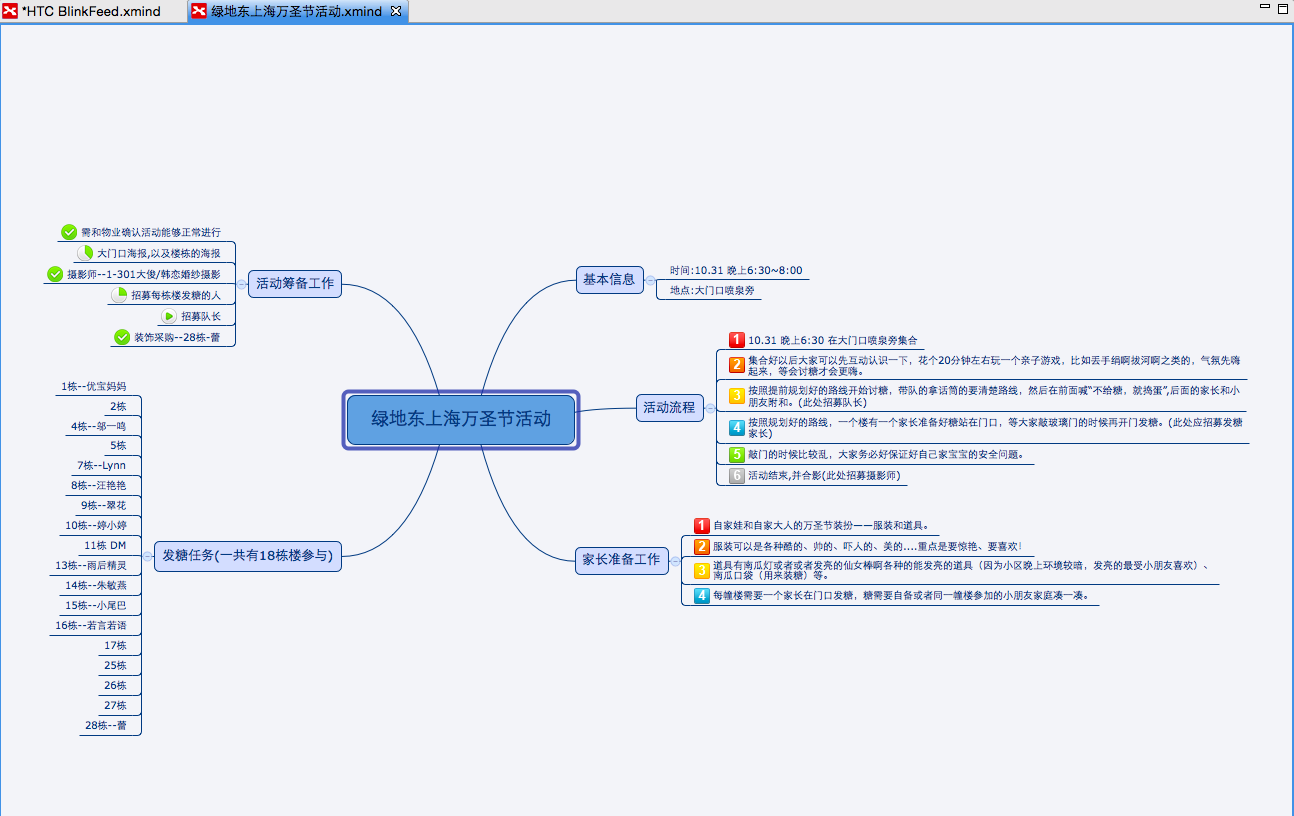 *HTC BlinkFeed.xmind
绿地东上海万圣节活动.xmind
绿地东上海万圣节活动
基本信息
时间:10.31 晚上6:30~8:00
地点:大门口喷泉旁
活动流程
1 10.31 晚上6:30 在大门口喷泉旁集合
2 集合好以后大家可以先互动认识一下，花个20分钟左右玩一个亲子游戏，比如丢手绢啊拔河啊之类的，气氛先嗨
起来，等会讨糖才会更嗨。
3 按照提前规划好的路线开始讨糖，带队的拿话筒的要清楚路线，然后在前面喊“不给糖，就捣蛋”,后面的家长和小
朋友附和。(此处招募队长)
4 按照规划好的路线，一个楼有一个家长准备好糖站在门口，等大家敲玻璃门的时候再开门发糖。(此处应招募发糖
家长)
5 敲门的时候比较乱，大家务必好保证好自己家宝宝的安全问题。
6 活动结束,并合影(此处招募摄影师)
家长准备工作
1 自家娃和自家大人的万圣节装扮——服装和道具。
2 服装可以是各种酷的、帅的、吓人的、美的....重点是要惊艳、要喜欢！
3 道具有南瓜灯或者或者发亮的仙女棒啊各种的能发亮的道具（因为小区晚上环境较暗，发亮的最受小朋友喜欢）、
南瓜口袋（用来装糖）等。
4 每幢楼需要一个家长在门口发糖，糖需要自备或者同一幢楼参加的小朋友家庭凑一凑。
活动筹备工作
需和物业确认活动能够正常进行
大门口海报,以及楼栋的海报
摄影师--1-301大俊/韩恋婚纱摄影
招募每栋楼发糖的人
招募队长
装饰采购--28栋-蕾
发糖任务(一共有18栋楼参与)
1栋--优宝妈妈
2栋
4栋--邬一鸣
5栋
7栋--Lynn
8栋--汪艳艳
9栋--翠花
10栋--婷小婷
11栋 DM
13栋--雨后精灵
14栋--朱敏燕
15栋--小尾巴
16栋--若言若语
17栋
25栋
26栋
27栋
28栋--蕾